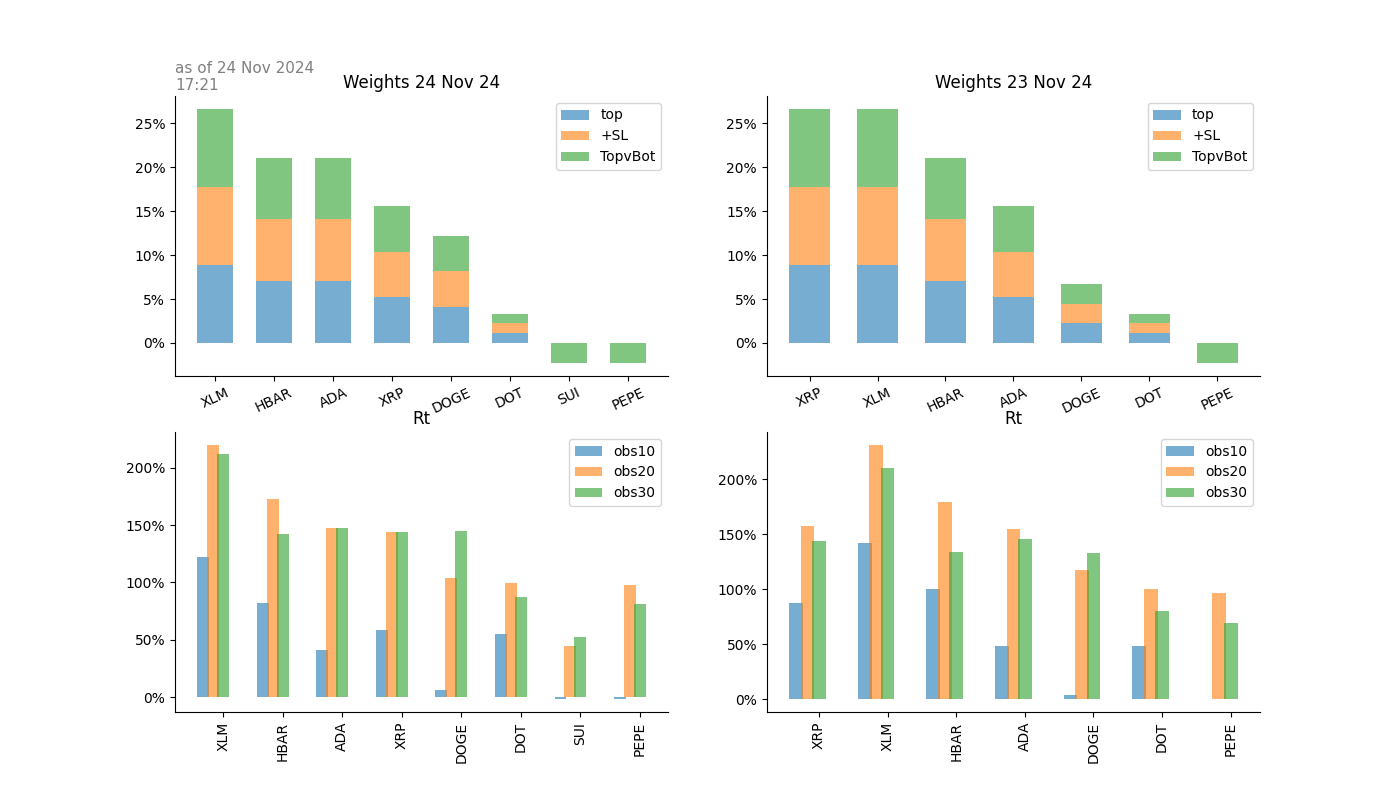 as of 24 Nov 2024
17:21
Weights 24 Nov 24
25%
20%
15%
10%
5%
0%
top
+SL
TopvBot
XLM
HBAR
ADA
XRP
DOGE
DOT
SUI
PEPE
Weights 23 Nov 24
25%
20%
15%
10%
5%
0%
top
+SL
TopvBot
XRP
XLM
HBAR
ADA
DOGE
DOT
PEPE
Rt
200%
150%
100%
50%
0%
obs10
obs20
obs30
XLM
HBAR
ADA
XRP
DOGE
DOT
SUI
PEPE
Rt
200%
150%
100%
50%
0%
obs10
obs20
obs30
XRP
XLM
HBAR
ADA
DOGE
DOT
PEPE